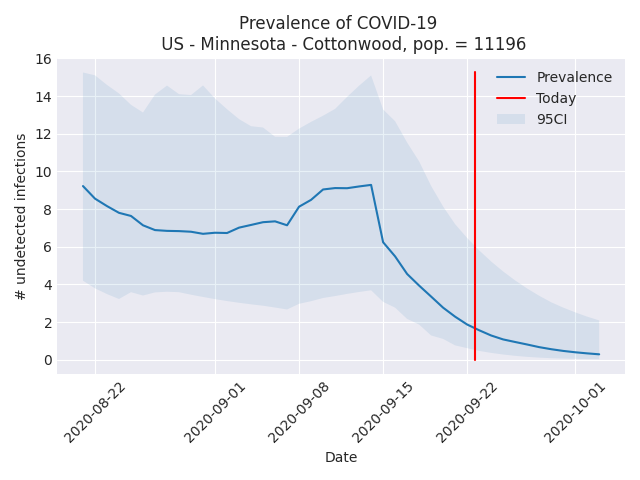 Prevalence of COVID-19
US - Minnesota - Cottonwood, pop. = 11196
16
14
12
10
8
6
4
2
0
# undetected infections
Prevalence
Today
95CI
2020-08-22
2020-09-01
2020-09-08
2020-09-15
2020-09-22
2020-10-01
Date